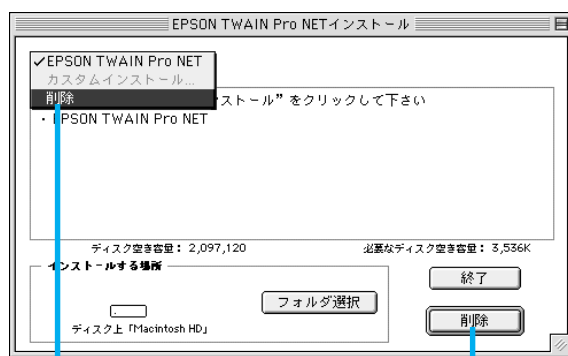 EPSON TWAIN Pro NETインストール
✓EPSON TWAIN Pro NET
カスタムインストール...
削除
ストール”をクリックして下さい
・EPSON TWAIN Pro NET
ディスク空き容量： 2,097,120
必要なディスク空き容量： 3,536K
インストールする場所
終了
フォルダ選択
削除
ディスク上「Macintosh HD」